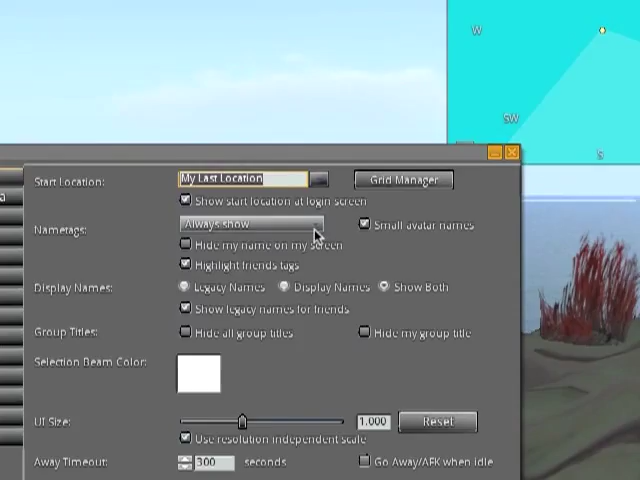 W
SW
S
a
Start Location: My Last Location Grid Manager
Show start location at login screen
Nametags: Always show Small avatar names
Hide my name on my screen
Highlight friends tags
Display Names: Legacy Names Display Names Show Both
Show legacy names for friends
Group Titles: Hide all group titles Hide my group title
Selection Beam Color:
UI Size: 1.000 Reset
Use resolution independent scale
Away Timeout: 300 seconds Go Away/AFK when idle